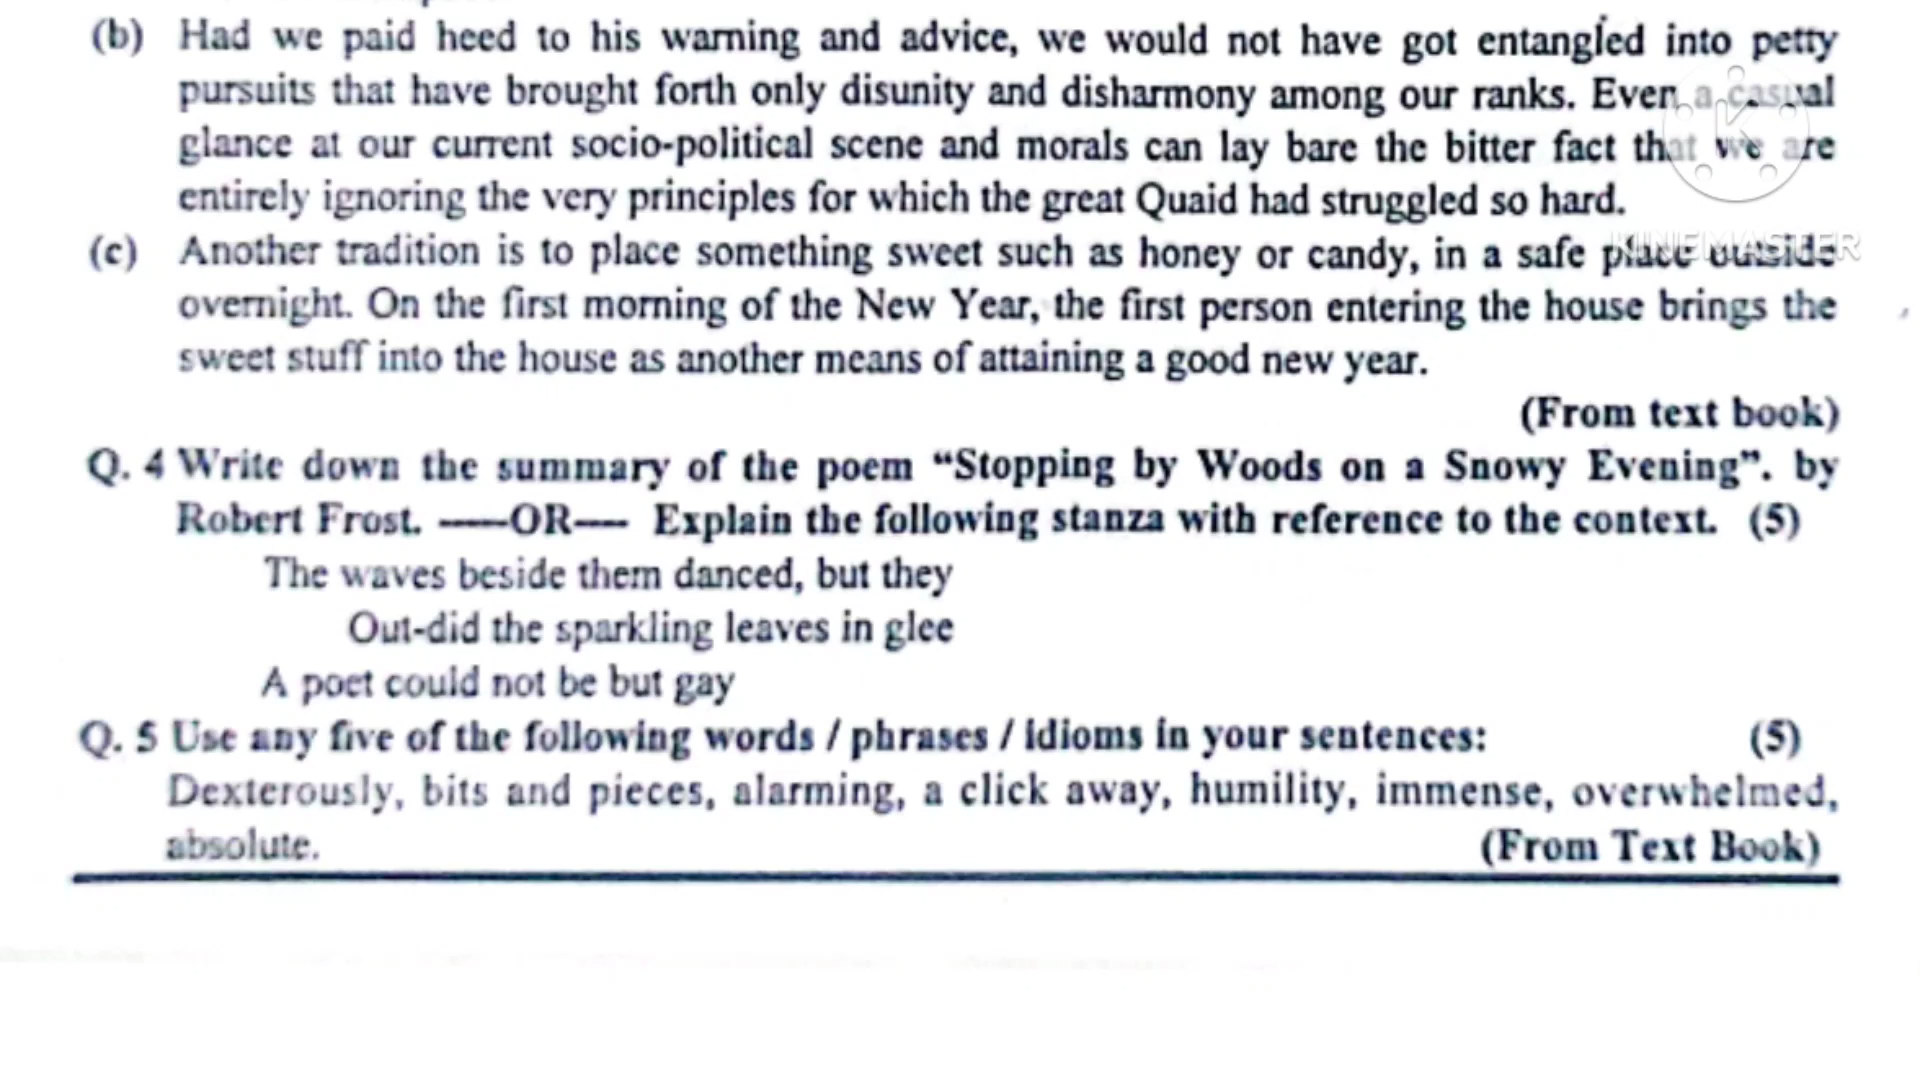 (b) Had we paid heed to his warning and advice, we would not have got entangled into petty
pursuits that have brought forth only disunity and disharmony among our ranks. Even a casual
glance at our current socio-political scene and morals can lay bare the bitter fact that we are
entirely ignoring the very principles for which the great Quaid had struggled so hard.
(c) Another tradition is to place something sweet such as honey or candy, in a safe place outside
KINEMASTER
overnight. On the first morning of the New Year, the first person entering the house brings the
sweet stuff into the house as another means of attaining a good new year.
(From text book)
Q. 4 Write down the summary of the poem “Stopping by Woods on a Snowy Evening”. by
Robert Frost. ----OR--- Explain the following stanza with reference to the context. (5)
The waves beside them danced, but they
Out-did the sparkling leaves in glee
A poet could not be but gay
Q. 5 Use any five of the following words / phrases / idioms in your sentences: (5)
Dexterously, bits and pieces, alarming, a click away, humility, immense, overwhelmed,
absolute. (From Text Book)